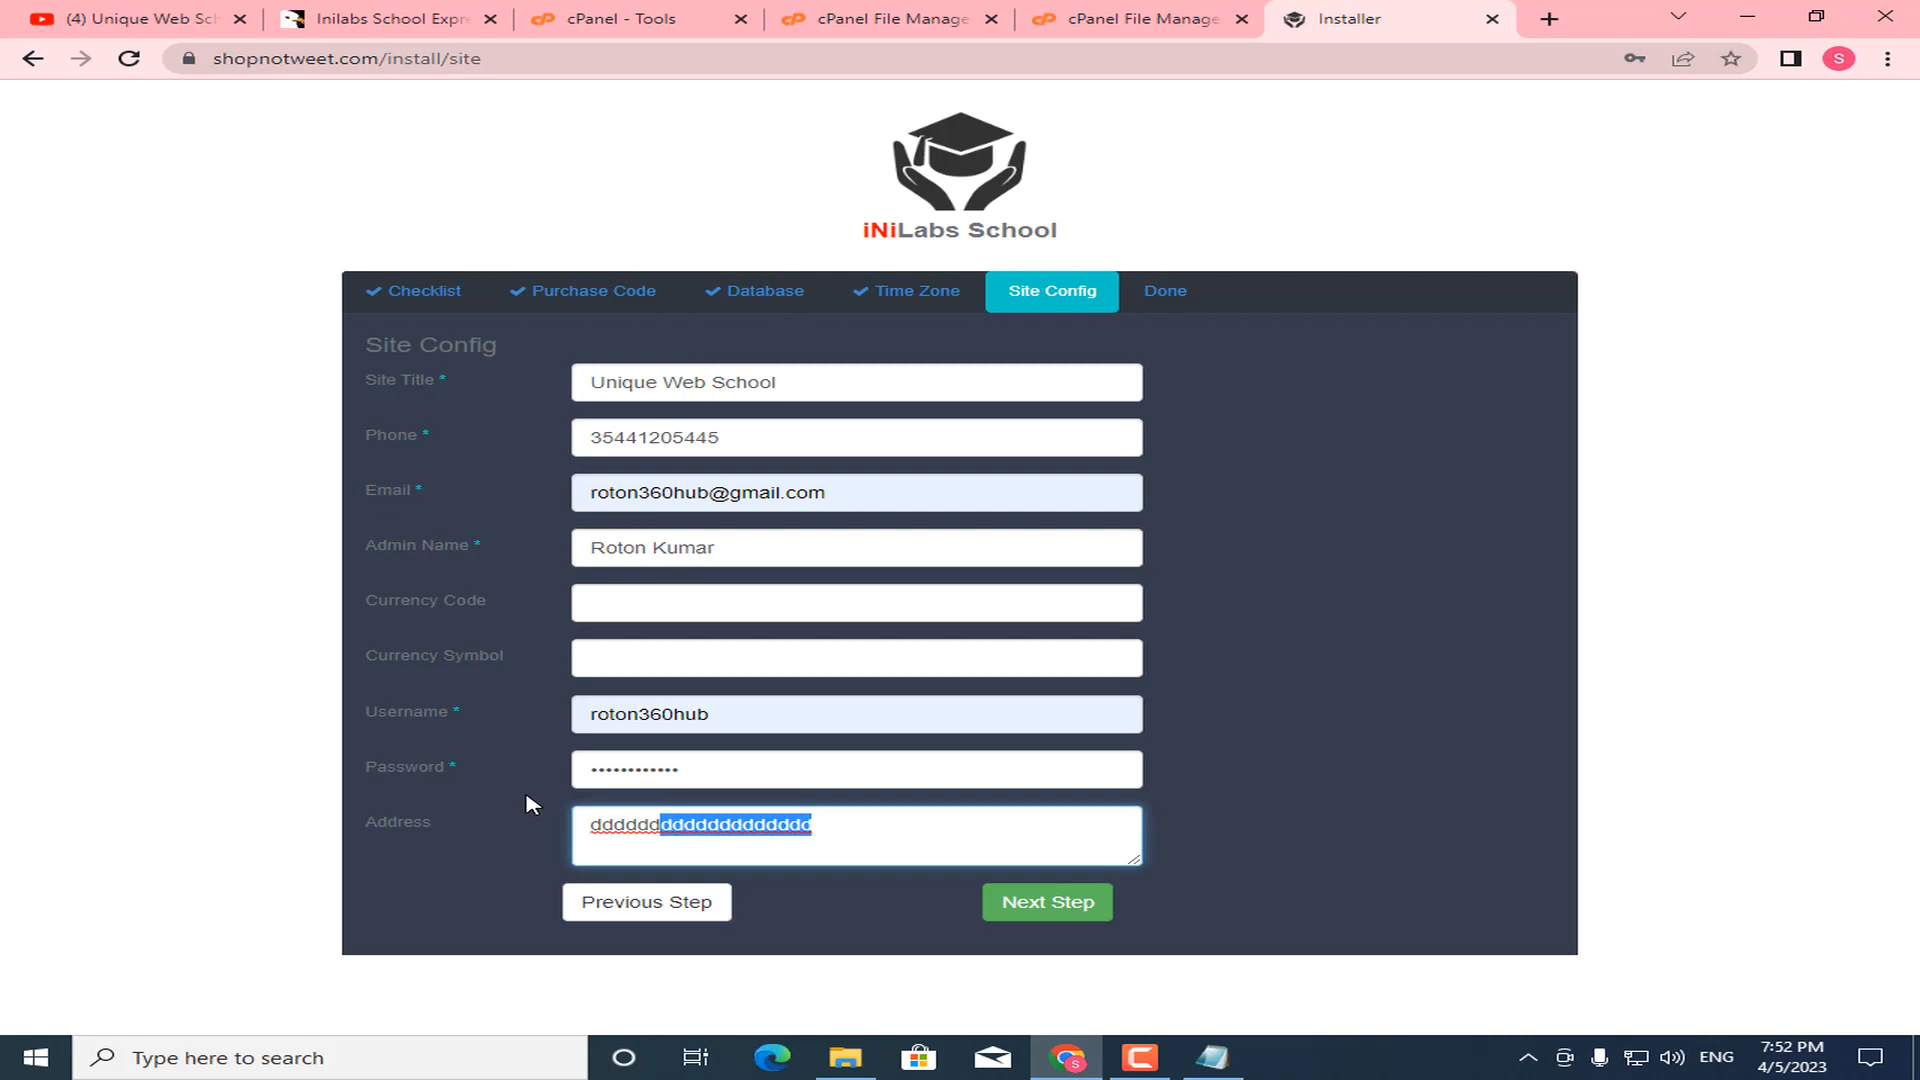 (4) Unique Web Sch
Inilabs School Expre
cPanel - Tools
cPanel File Manage
cPanel File Manage
Installer
shopnotweet.com/install/site
S
iNiLabs School
Checklist
Purchase Code
Database
Time Zone
Site Config
Done
Site Config
Site Title *
Unique Web School
Phone *
35441205445
Email *
roton360hub@gmail.com
Admin Name *
Roton Kumar
Currency Code
Currency Symbol
Username *
roton360hub
Password *
••••••••••••
Address
ddddddddddddddddddd
Previous Step
Next Step
Type here to search
ENG
7:52 PM
4/5/2023